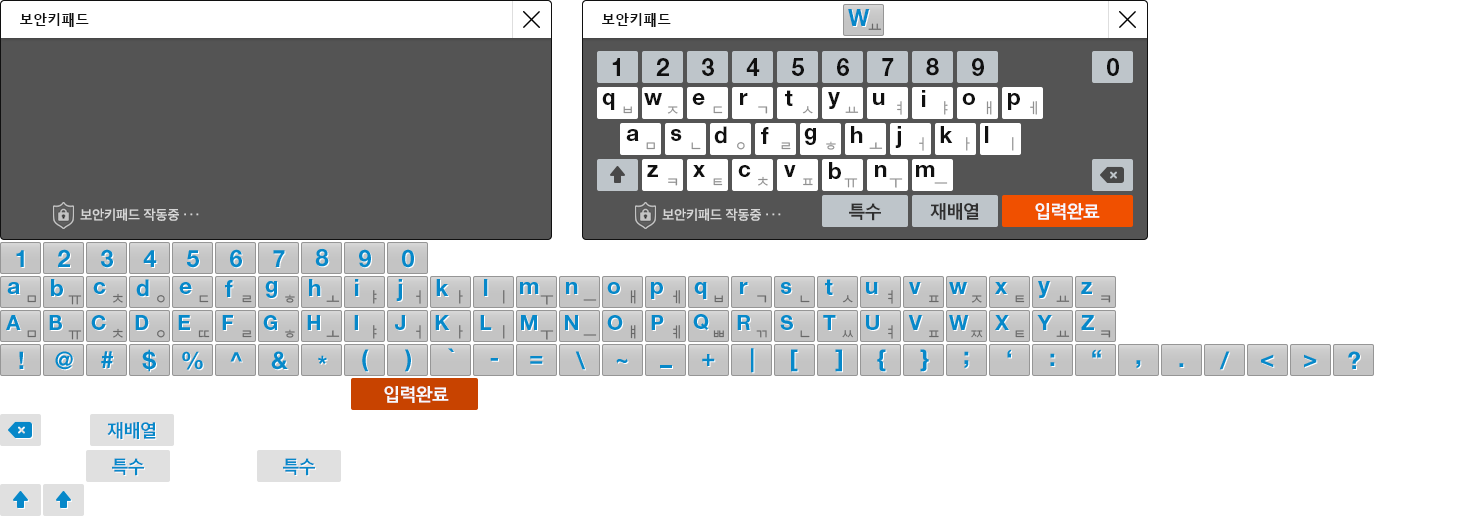 보안키패드
보안키패드 작동중 ···
보안키패드 W ㅛ
1 2 3 4 5 6 7 8 9 0
q ㅂ w ㅈ e ㄷ r ㄱ t ㅅ y ㅛ u ㅕ i ㅑ o ㅐ p ㅔ
a ㅁ s ㄴ d ㅇ f ㄹ g ㅎ h ㅗ j ㅓ k ㅏ l ㅣ
z ㅋ x ㅌ c ㅊ v ㅍ b ㅠ n ㅜ m ㅡ
보안키패드 작동중 ··· 특수 재배열 입력완료
1 2 3 4 5 6 7 8 9 0
a ㅁ b ㅠ c ㅊ d ㅇ e ㄷ f ㄹ g ㅎ h ㅗ i ㅑ j ㅓ k ㅏ l ㅣ m ㅜ n ㅡ o ㅐ p ㅔ q ㅂ r ㄱ s ㄴ t ㅅ u ㅕ v ㅍ w ㅈ x ㅌ y ㅛ z ㅋ
A ㅁ B ㅠ C ㅊ D ㅇ E ㄸ F ㄹ G ㅎ H ㅗ I ㅑ J ㅓ K ㅏ L ㅣ M ㅜ N ㅡ O ㅒ P ㅖ Q ㅃ R ㄲ S ㄴ T ㅆ U ㅕ V ㅍ W ㅉ X ㅌ Y ㅛ Z ㅋ
! @ # $ % ^ & * ( ) ` - = \ ~ _ + | [ ] { } ; ‘ : “ , . / < > ?
입력완료
재배열
특수 특수